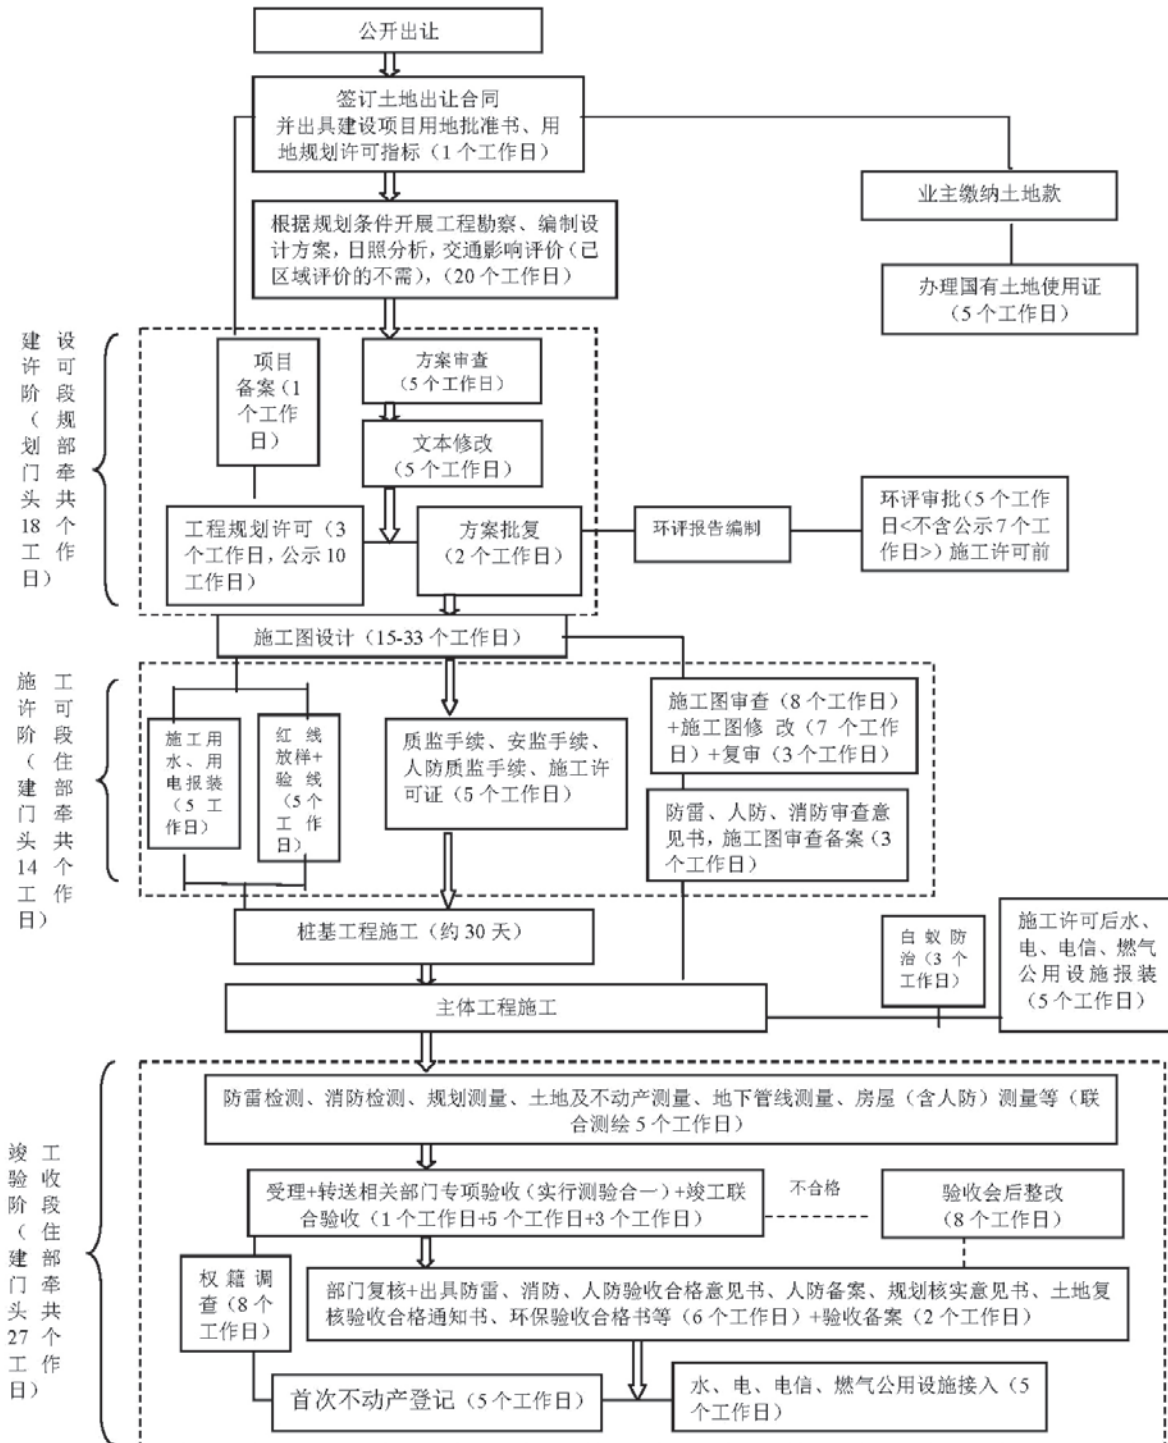 公开出让
签订土地出让合同
并出具建设项目用地批准书、用
地规划许可指标（1 个工作日）
业主缴纳土地款
根据规划条件开展工程勘察、编制设
计方案，日照分析，交通影响评价（已
区域评价的不需），（20 个工作日）
办理国有土地使用证
（5 个工作日）
建设
许可
阶段
（规
划部
门牵
头共
18个
工作
日）
项目
备案（1
个工作
日）
方案审查
（5 个工作日）
文本修改
（5 个工作日）
工程规划许可（3
个工作日，公示 10
工作日）
方案批复
（2 个工作日）
环评报告编制
环评审批（5 个工作
日<不含公示 7 个工
作日>）施工许可前
施工图设计（15-33 个工作日）
施工
许可
阶段
（住
建部
门牵
头共
14个
工作
日）
施工用
水、用
电报装
（5 工
作日）
红线
放样+
验线
（5个
工作
日）
质监手续、安监手续、
人防质监手续、施工许
可证（5 个工作日）
施工图审查（8 个工作日）
+施工图修 改（7 个工作
日）+复审（3 个工作日）
防雷、人防、消防审查意
见书，施工图审查备案（3
个工作日）
桩基工程施工（约 30 天）
白蚁防
治（3 个
工作日）
施工许可后水、
电、电信、燃气
公用设施报装
（5 个工作日）
主体工程施工
竣工
验收
阶段
（住
建部
门牵
头共
27个
工作
日）
防雷检测、消防检测、规划测量、土地及不动产测量、地下管线测量、房屋（含人防）测量等（联
合测绘 5 个工作日）
受理+转送相关部门专项验收（实行测验合一）+竣工联
合验收（1 个工作日+5 个工作日+3 个工作日）
不合格
验收会后整改
（8 个工作日）
权籍调
查（8 个
工作日）
部门复核+出具防雷、消防、人防验收合格意见书、人防备案、规划核实意见书、土地复
核验收合格通知书、环保验收合格书等（6 个工作日）+验收备案（2 个工作日）
首次不动产登记（5 个工作日）
水、电、电信、燃气公用设施接入（5
个工作日）